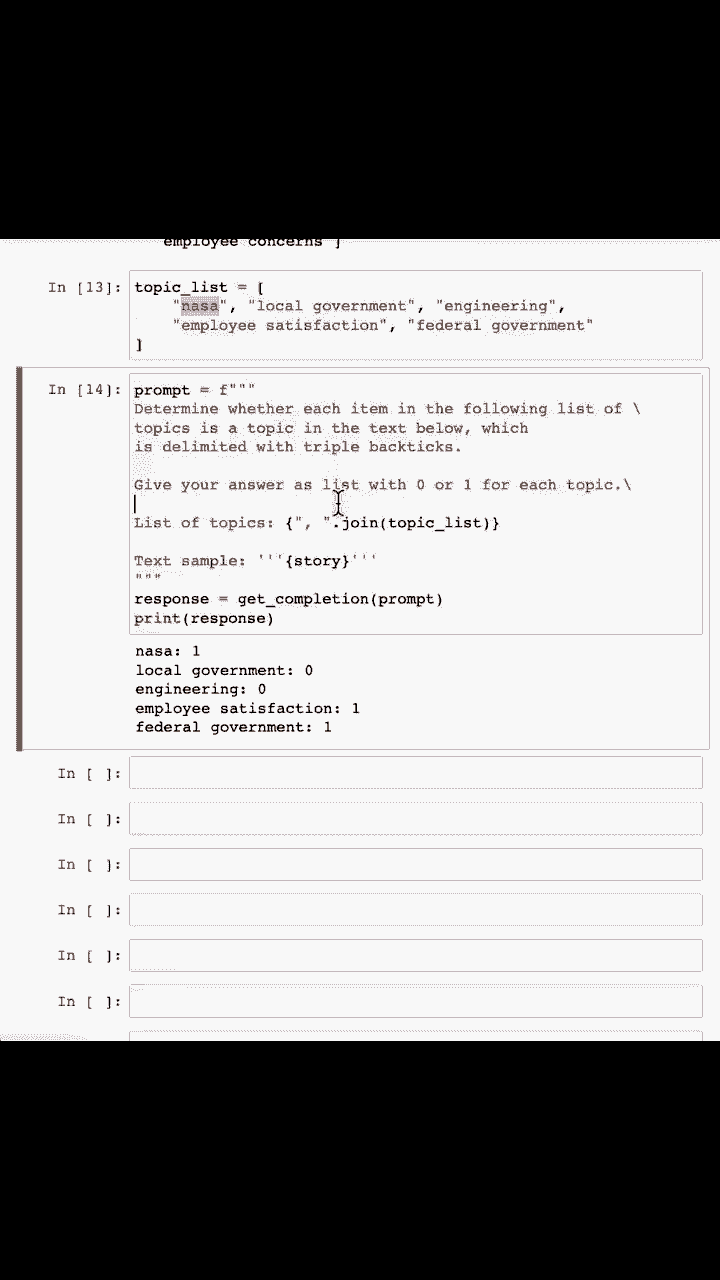 employee concerns ]
In [13]: topic_list = [
"nasa", "local government", "engineering",
"employee satisfaction", "federal government"
]
In [14]: prompt = f"""
Determine whether each item in the following list of \
topics is a topic in the text below, which
is delimited with triple backticks.
Give your answer as list with 0 or 1 for each topic.\
List of topics: {", ".join(topic_list)}
Text sample: '''{story}'''
"""
response = get_completion(prompt)
print(response)
nasa: 1
local government: 0
engineering: 0
employee satisfaction: 1
federal government: 1
In [ ]:
In [ ]:
In [ ]:
In [ ]:
In [ ]:
In [ ]: